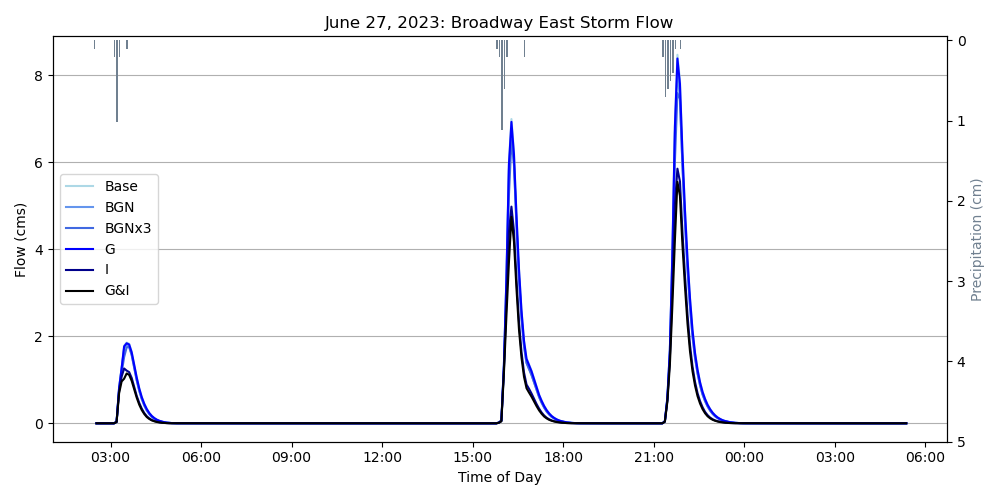 June 27, 2023: Broadway East Storm Flow
0
1
2
3
4
5
Precipitation (cm)
8
6
4
2
0
Flow (cms)
Base
BGN
BGNx3
G
I
G&I
03:00 06:00 09:00 12:00 15:00 18:00 21:00 00:00 03:00 06:00
Time of Day